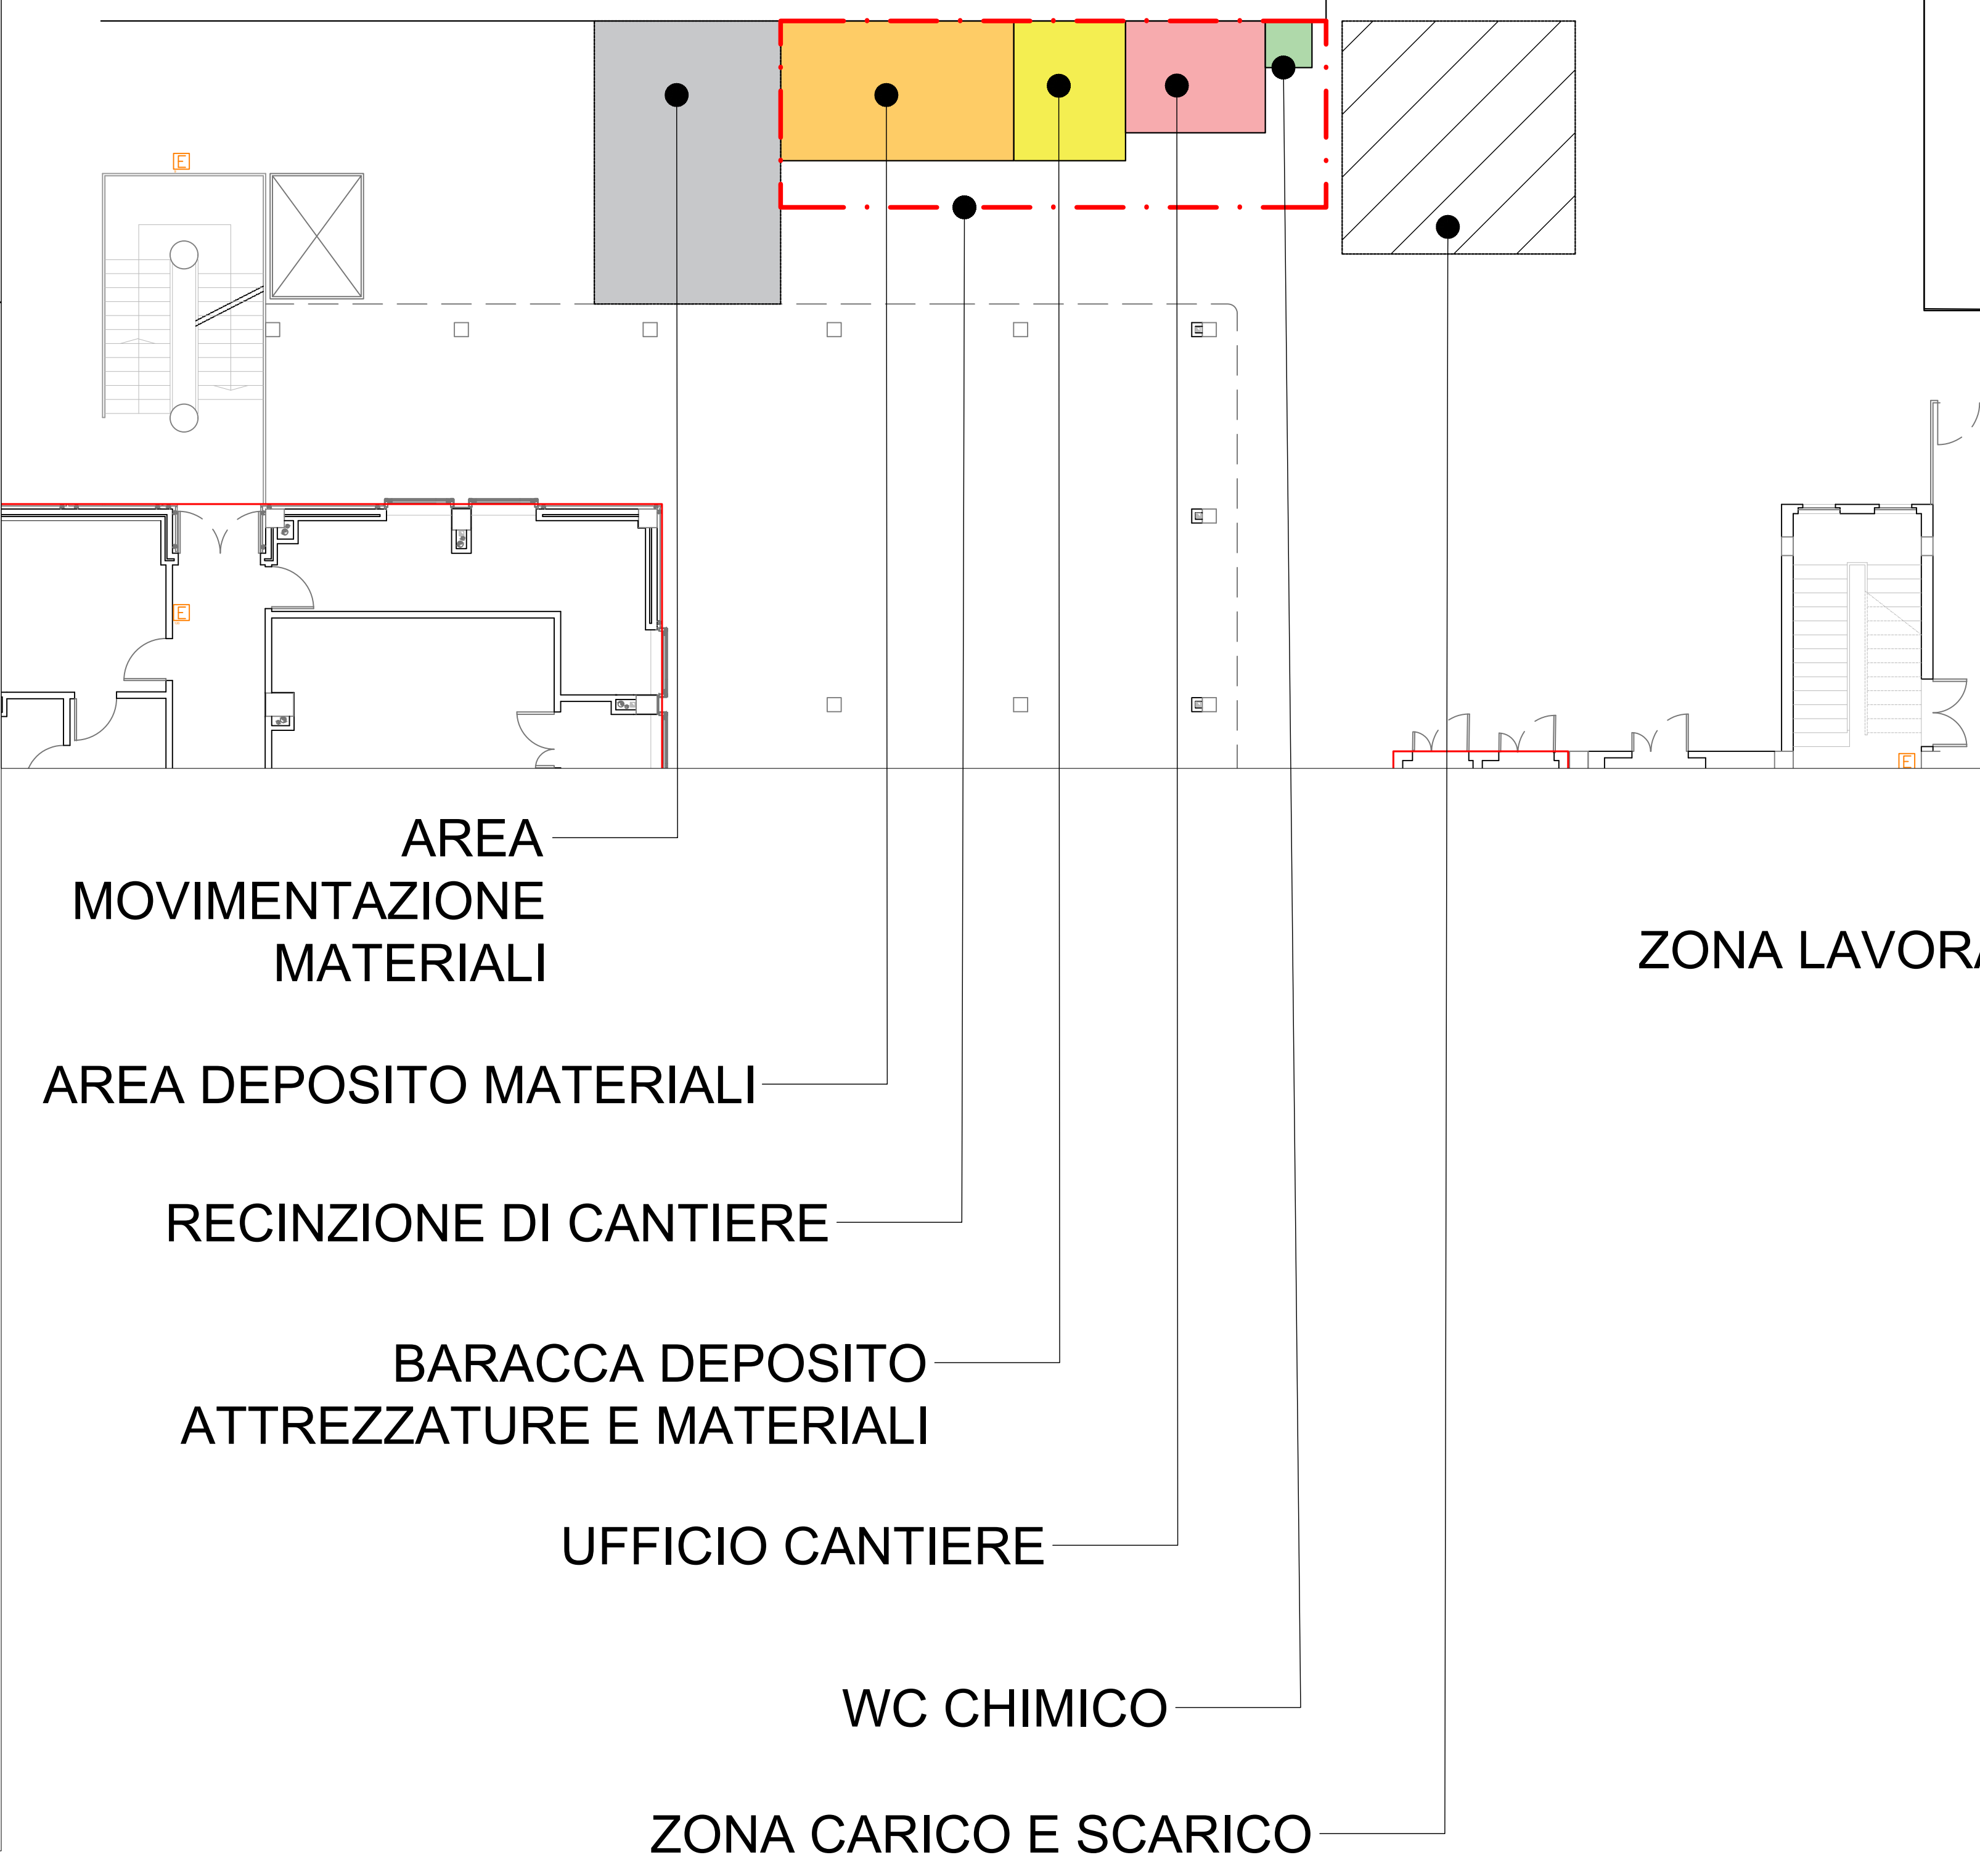 E
E
E
AREA
MOVIMENTAZIONE
MATERIALI
ZONA LAVORA
AREA DEPOSITO MATERIALI
RECINZIONE DI CANTIERE
BARACCA DEPOSITO
ATTREZZATURE E MATERIALI
UFFICIO CANTIERE
WC CHIMICO
ZONA CARICO E SCARICO